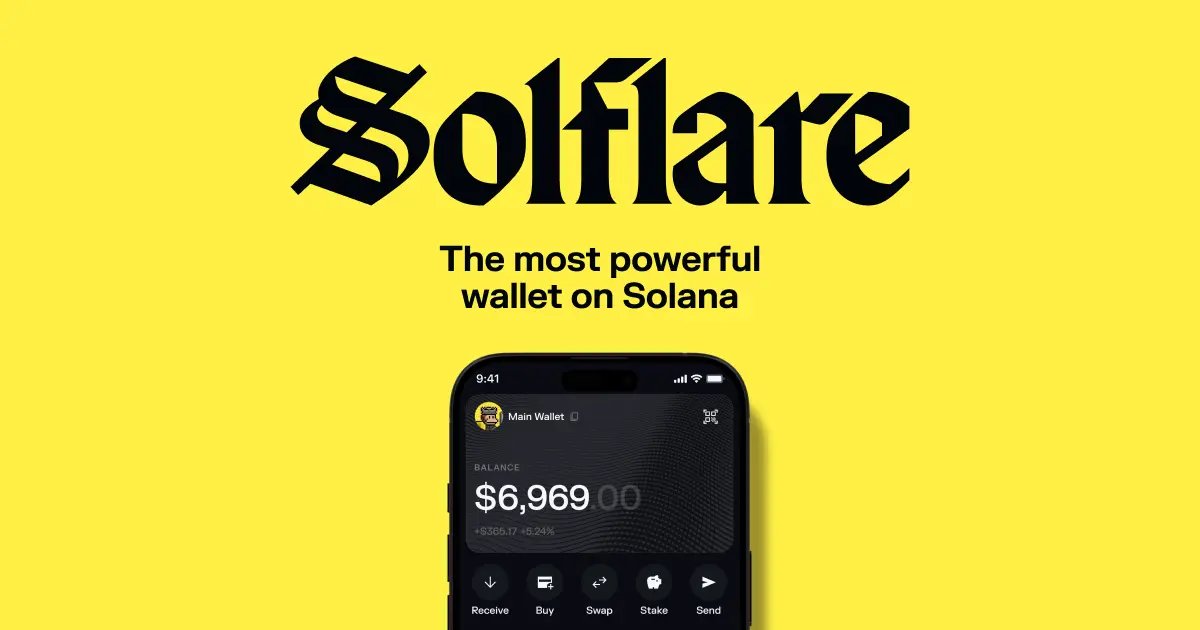 Solflare
The most powerful
wallet on Solana
9:41
Main Wallet
BALANCE
$6,969.00
+$365.17 +5.24%
Receive Buy Swap Stake Send